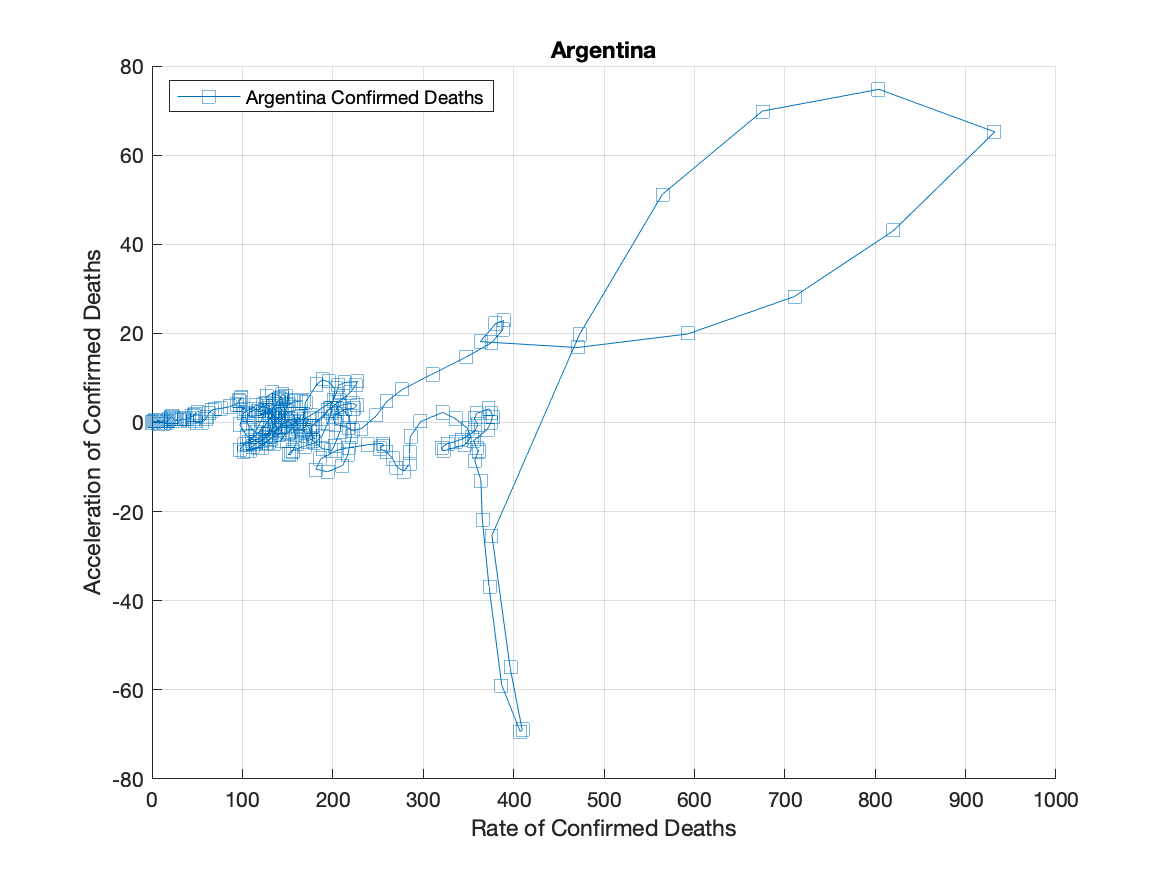 Argentina
Argentina Confirmed Deaths
80
60
40
20
0
-20
-40
-60
-80
Acceleration of Confirmed Deaths
0 100 200 300 400 500 600 700 800 900 1000
Rate of Confirmed Deaths